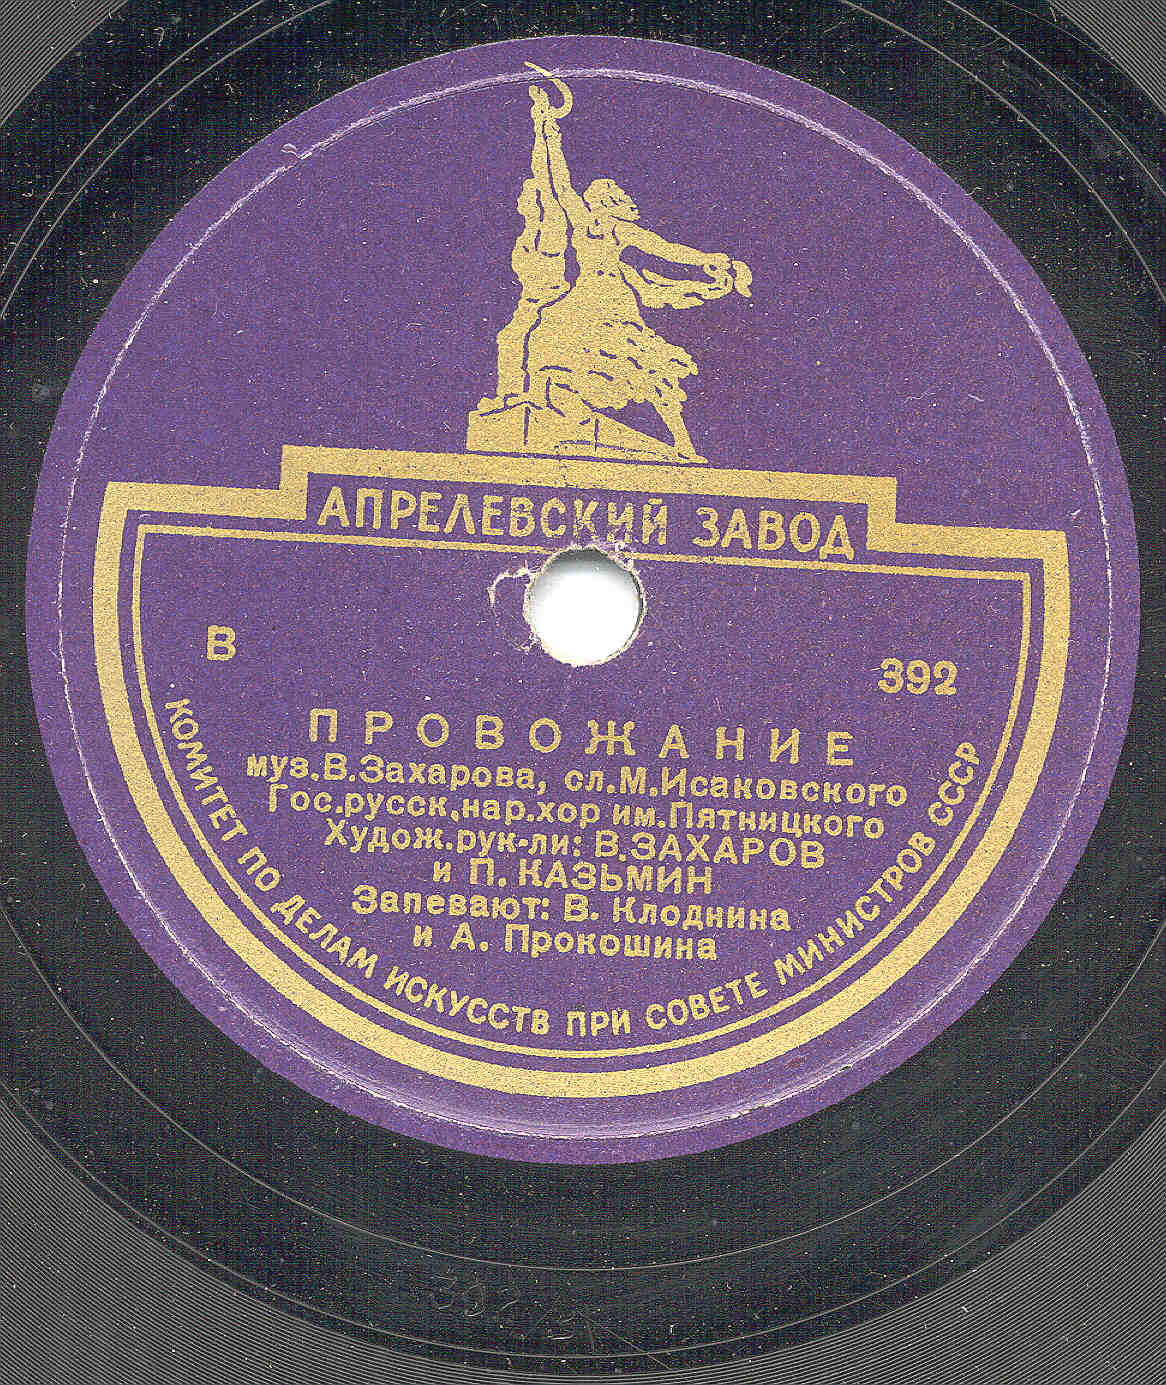 АПРЕЛЕВСКИЙ ЗАВОД
В 392
ПРОВОЖАНИЕ
муз.В.Захарова, сл.М.Исаковского
Гос.русск.нар.хор им.Пятницкого
Худож.рук-ли: В.ЗАХАРОВ
и П. КАЗЬМИН
Запевают: В. Клоднина
и А. Прокошина
КОМИТЕТ ПО ДЕЛАМ ИСКУССТВ ПРИ СОВЕТЕ МИНИСТРОВ СССР
392